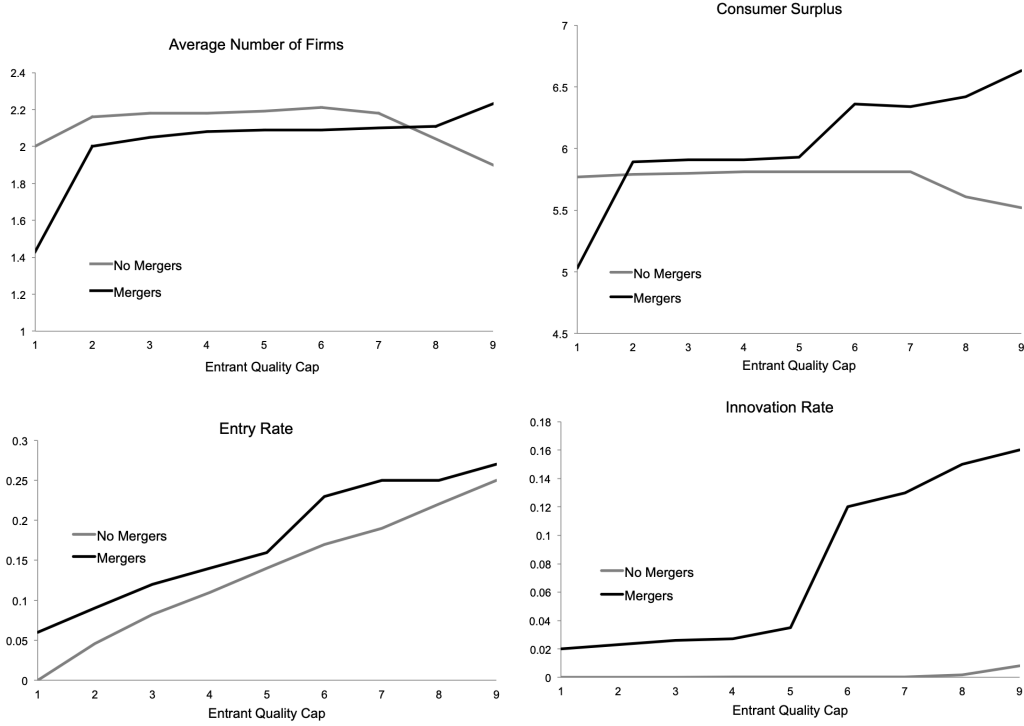 Average Number of Firms
2.4
2.2
2
1.8
1.6
1.4
1.2
1
No Mergers
Mergers
1 2 3 4 5 6 7 8 9
Entrant Quality Cap
Consumer Surplus
7
6.5
6
5.5
5
4.5
No Mergers
Mergers
1 2 3 4 5 6 7 8 9
Entrant Quality Cap
Entry Rate
0.3
0.25
0.2
0.15
0.1
0.05
0
No Mergers
Mergers
1 2 3 4 5 6 7 8 9
Entrant Quality Cap
Innovation Rate
0.18
0.16
0.14
0.12
0.1
0.08
0.06
0.04
0.02
0
No Mergers
Mergers
1 2 3 4 5 6 7 8 9
Entrant Quality Cap